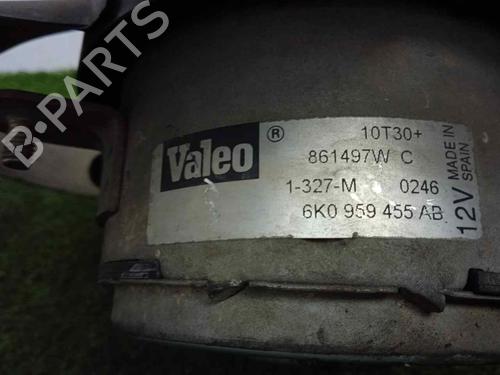 Valeo®
10T30+
861497W C
1-327-M 0246
6K0 959 455 AB
12V MADE IN
SPAIN
B-PARTS